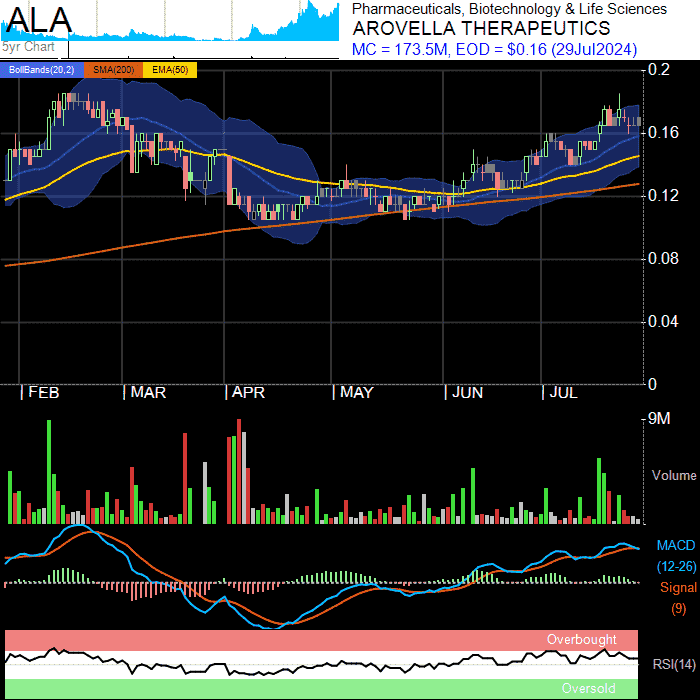 ALA
5yr Chart
Pharmaceuticals, Biotechnology & Life Sciences
AROVELLA THERAPEUTICS
MC = 173.5M, EOD = $0.16 (29Jul2024)
BollBands(20,2) SMA(200) EMA(50)
0.2
0.16
0.12
0.08
0.04
0
FEB MAR APR MAY JUN JUL
9M
Volume
MACD
(12-26)
Signal
(9)
Overbought
RSI(14)
Oversold